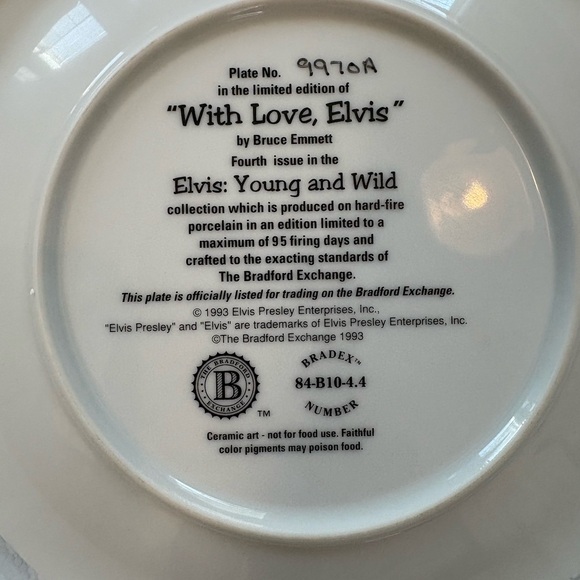 Plate No. 9970A
in the limited edition of
"With Love, Elvis"
by Bruce Emmett
Fourth issue in the
Elvis: Young and Wild
collection which is produced on hard-fire
porcelain in an edition limited to a
maximum of 95 firing days and
crafted to the exacting standards of
The Bradford Exchange.
This plate is officially listed for trading on the Bradford Exchange.
© 1993 Elvis Presley Enterprises, Inc.,
"Elvis Presley" and "Elvis" are trademarks of Elvis Presley Enterprises, Inc.
©The Bradford Exchange 1993
THE BRADFORD
B
EXCHANGE
TM
BRADEX™
84-B10-4.4
NUMBER
Ceramic art - not for food use. Faithful
color pigments may poison food.